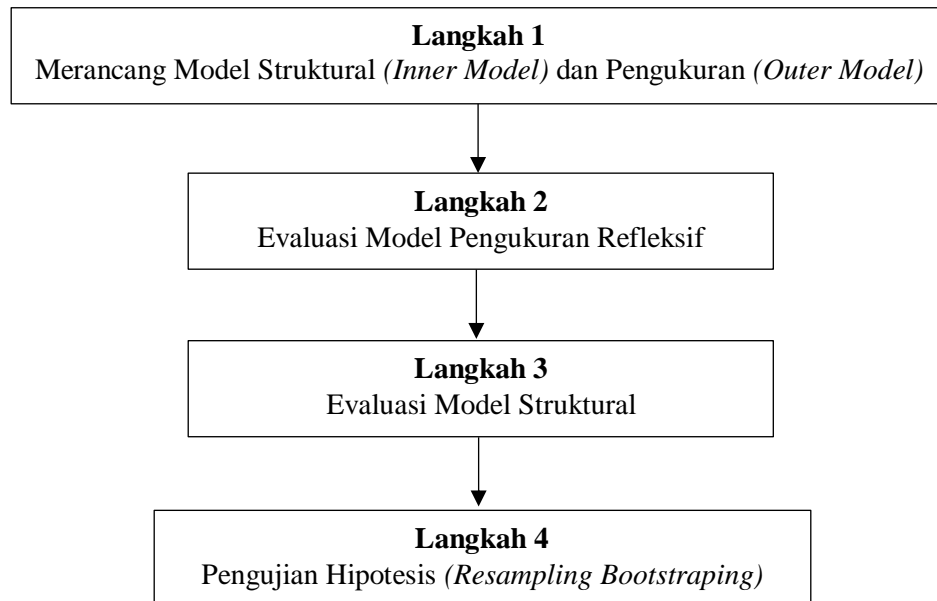 Langkah 1
Merancang Model Struktural (Inner Model) dan Pengukuran (Outer Model)
Langkah 2
Evaluasi Model Pengukuran Refleksif
Langkah 3
Evaluasi Model Struktural
Langkah 4
Pengujian Hipotesis (Resampling Bootstraping)